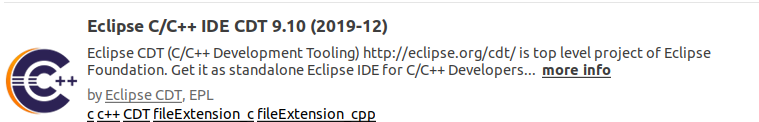 Eclipse C/C++ IDE CDT 9.10 (2019-12)
Eclipse CDT (C/C++ Development Tooling) http://eclipse.org/cdt/ is top level project of Eclipse
Foundation. Get it as standalone Eclipse IDE for C/C++ Developers... more info
by Eclipse CDT, EPL
c c++ CDT fileExtension_c fileExtension_cpp
C++